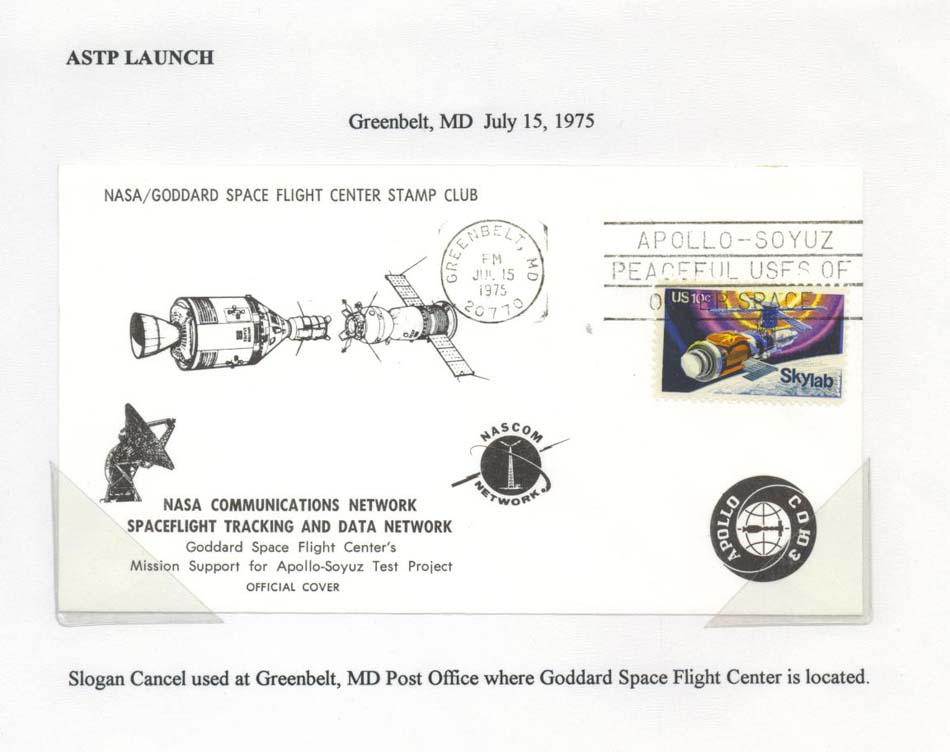 ASTP LAUNCH
Greenbelt, MD July 15, 1975
NASA/GODDARD SPACE FLIGHT CENTER STAMP CLUB
GREENBELT, MD
PM
JUL 15
1975
20770
APOLLO-SOYUZ
PEACEFUL USES OF
OUTER SPACE
US 10c
Skylab
NASCOM
NETWORK
NASA COMMUNICATIONS NETWORK
SPACEFLIGHT TRACKING AND DATA NETWORK
Goddard Space Flight Center's
Mission Support for Apollo-Soyuz Test Project
OFFICIAL COVER
APOLLO СОЮЗ
Slogan Cancel used at Greenbelt, MD Post Office where Goddard Space Flight Center is located.